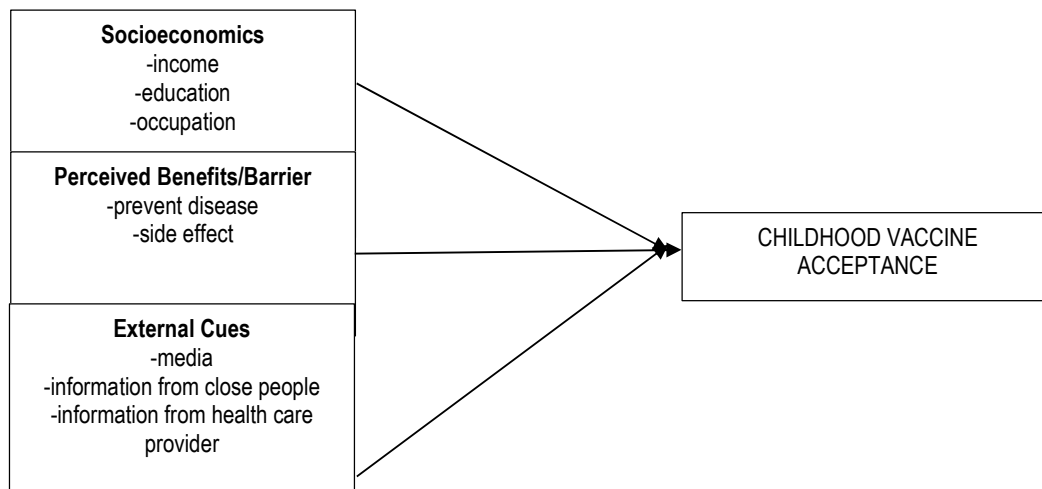 Socioeconomics
-income
-education
-occupation
Perceived Benefits/Barrier
-prevent disease
-side effect
External Cues
-media
-information from close people
-information from health care
provider
CHILDHOOD VACCINE
ACCEPTANCE